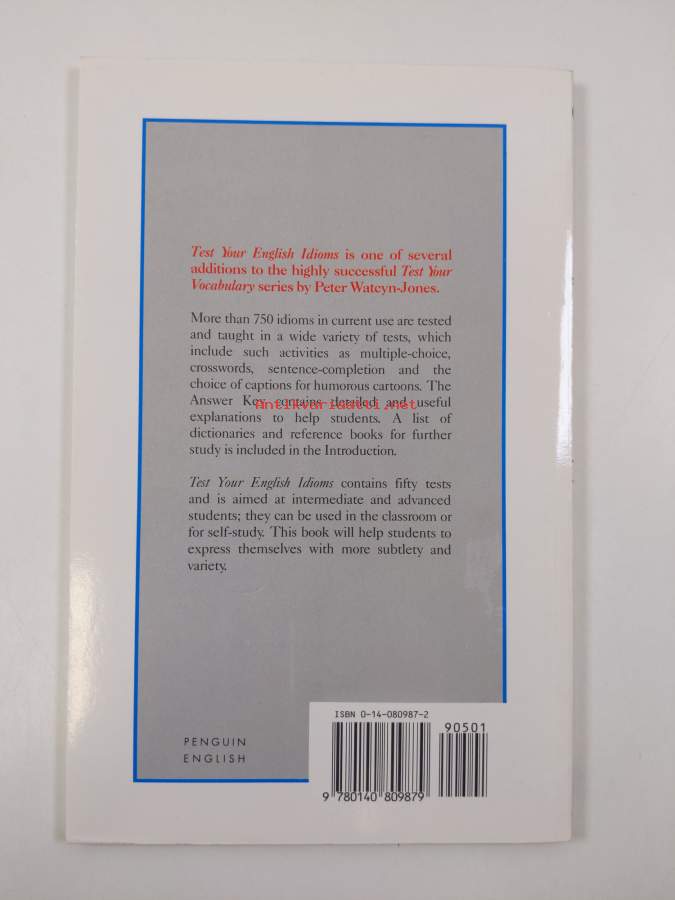 Test Your English Idioms is one of several
additions to the highly successful Test Your
Vocabulary series by Peter Watcyn-Jones.
More than 750 idioms in current use are tested
and taught in a wide variety of tests, which
include such activities as multiple-choice,
crosswords, sentence-completion and the
choice of captions for humorous cartoons. The
Answer Key contains detailed and useful
antikvariaatti.net
explanations to help students. A list of
dictionaries and reference books for further
study is included in the Introduction.
Test Your English Idioms contains fifty tests
and is aimed at intermediate and advanced
students; they can be used in the classroom or
for self-study. This book will help students to
express themselves with more subtlety and
variety.
PENGUIN
ENGLISH
ISBN 0-14-080987-2
90501
9 780140 809879